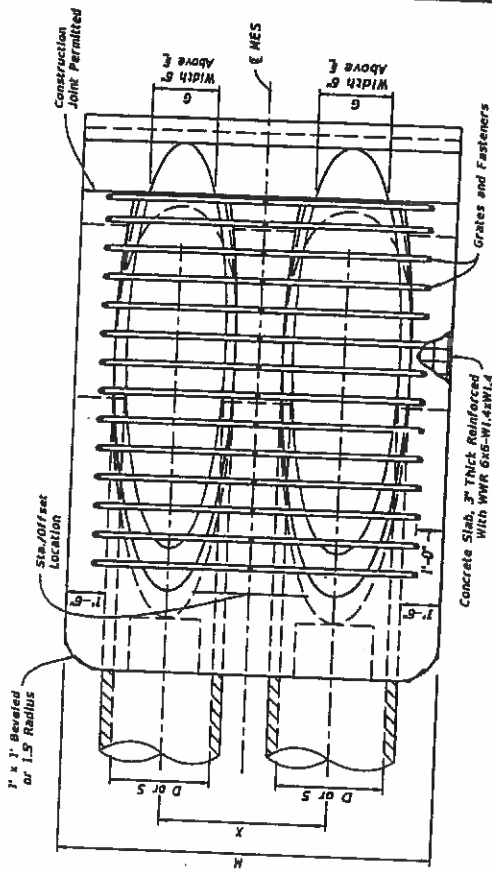 1' x 1' Beveled
or 1.5' Radius
Sta./Offset
Location
Construction
Joint Permitted
1'-6"
D or S
X
D or S
M
1'-6"
1'-0"
G
Width 6"
Above ℄
℄ MES
G
Width 6"
Above ℄
Grates and Fasteners
Concrete Slab, 3" Thick Reinforced
With WWR 6x6-W1.4xW1.4